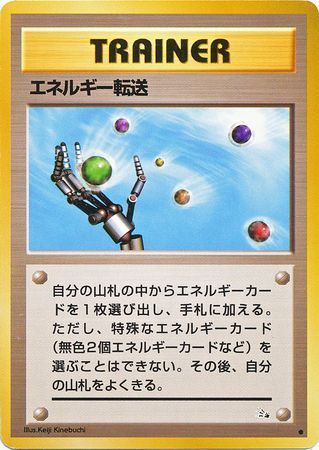 TRAINER
エネルギー転送
自分の山札の中からエネルギーカー
ドを1枚選び出し、手札に加える。
ただし、特殊なエネルギーカード
（無色2個エネルギーカードなど）を
選ぶことはできない。その後、自分
の山札をよくきる。
Illus.Keiji Kinebuchi